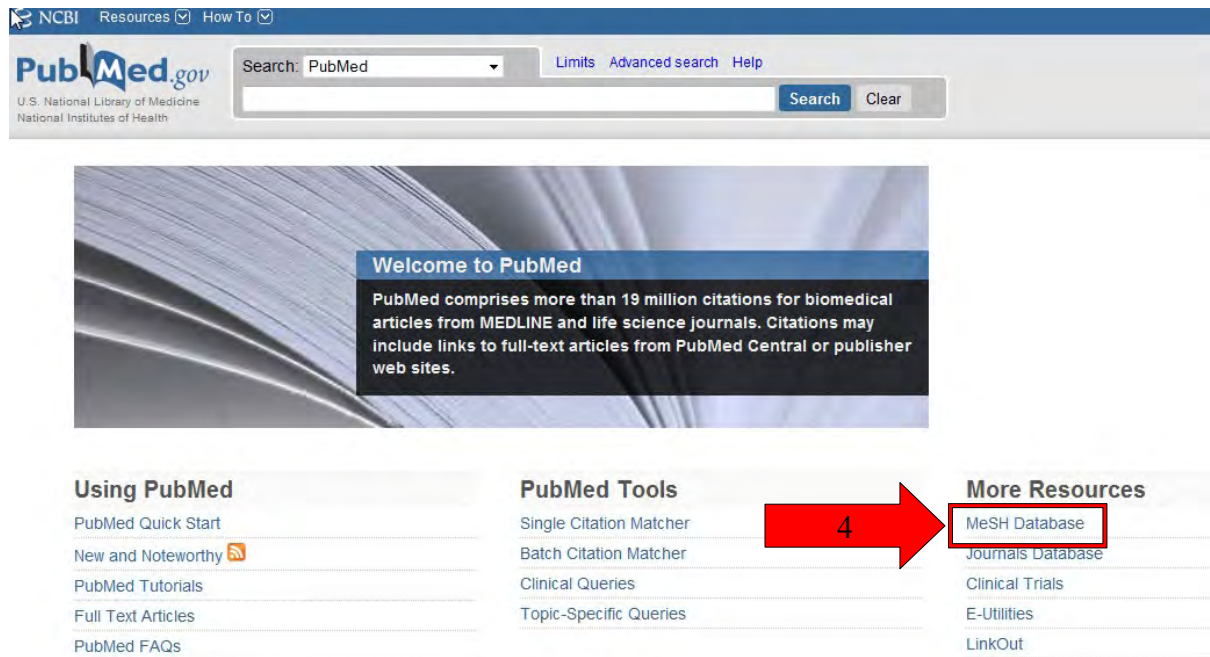 NCBI Resources How To
PubMed.gov
U.S. National Library of Medicine
National Institutes of Health
Search: PubMed
Limits Advanced search Help
Search Clear
Welcome to PubMed
PubMed comprises more than 19 million citations for biomedical
articles from MEDLINE and life science journals. Citations may
include links to full-text articles from PubMed Central or publisher
web sites.
Using PubMed
PubMed Quick Start
New and Noteworthy
PubMed Tutorials
Full Text Articles
PubMed FAQs
PubMed Tools
Single Citation Matcher
Batch Citation Matcher
Clinical Queries
Topic-Specific Queries
4
More Resources
MeSH Database
Journals Database
Clinical Trials
E-Utilities
LinkOut